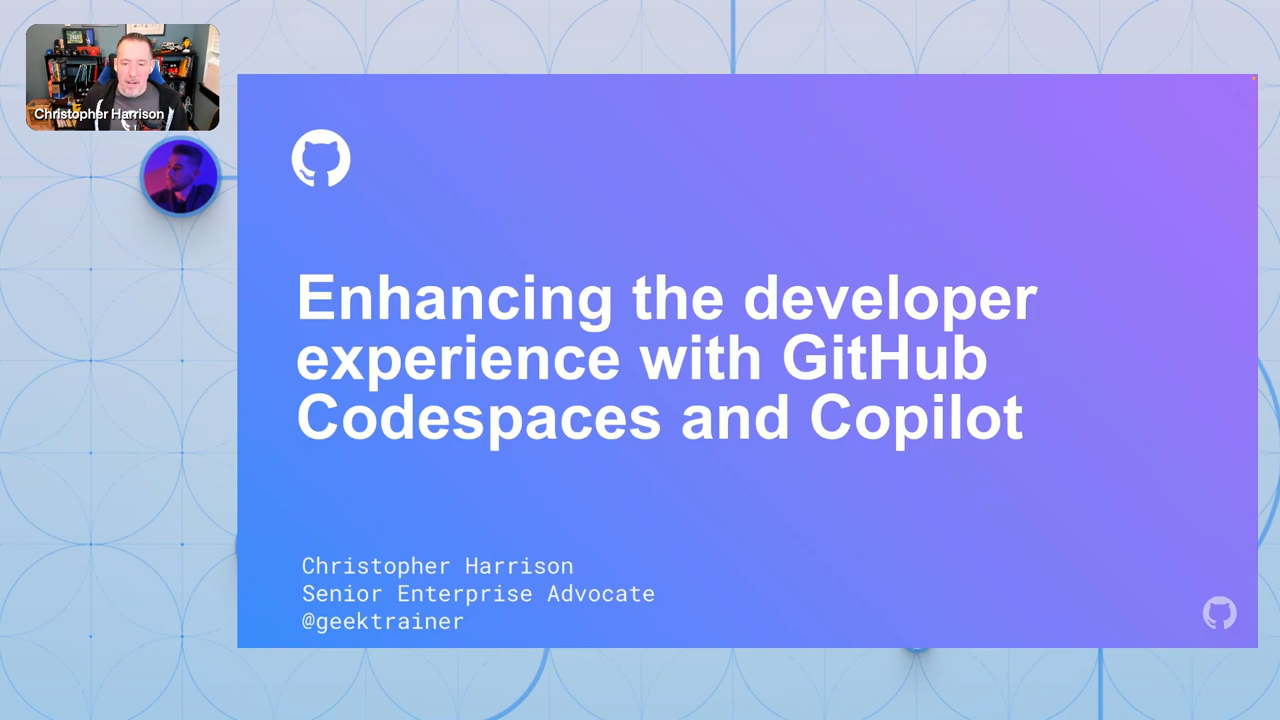 Christopher Harrison
Enhancing the developer
experience with GitHub
Codespaces and Copilot
Christopher Harrison
Senior Enterprise Advocate
@geektrainer